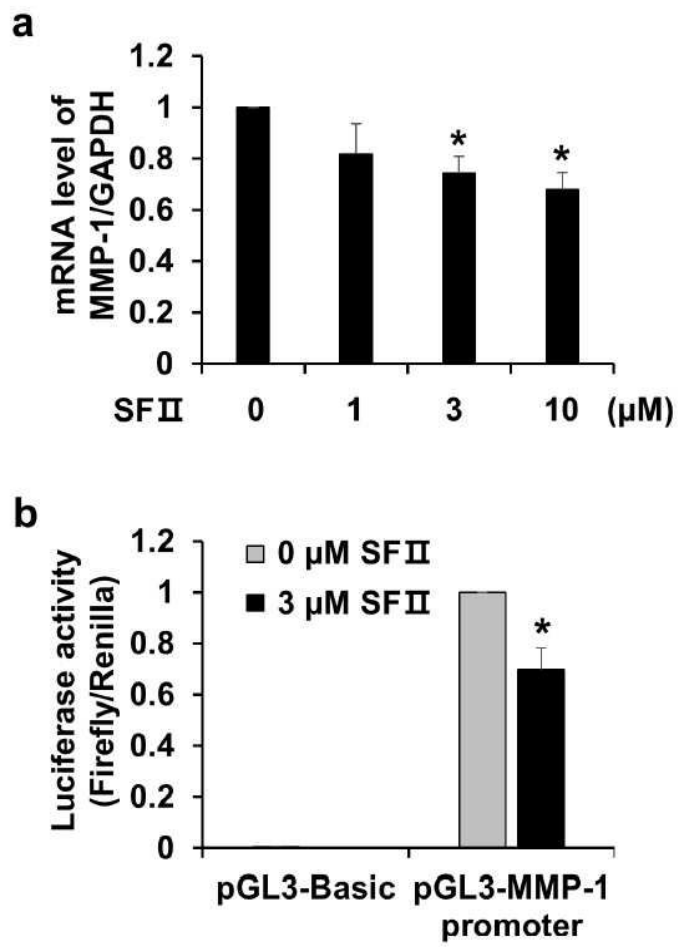 a
mRNA level of
MMP-1/GAPDH
1.2
1
0.8
0.6
0.4
0.2
0
*
*
SFⅡ 0 1 3 10 (μM)
b
Luciferase activity
(Firefly/Renilla)
1.2
1
0.8
0.6
0.4
0.2
0
0 μM SFⅡ
3 μM SFⅡ
*
pGL3-Basic pGL3-MMP-1
promoter